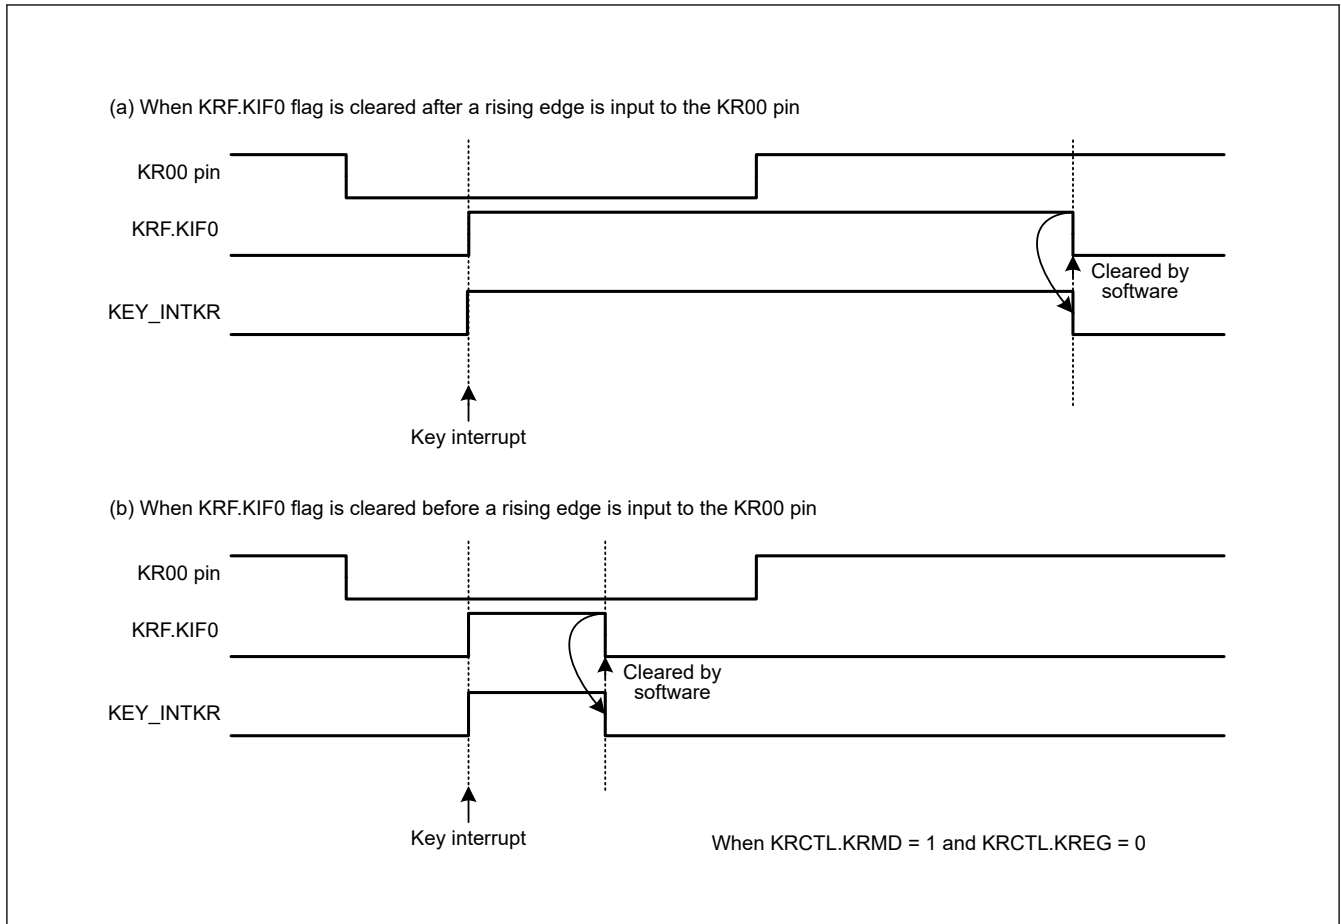 (a) When KRF.KIF0 flag is cleared after a rising edge is input to the KR00 pin
KR00 pin
KRF.KIF0
Cleared by
software
KEY_INTKR
Key interrupt
(b) When KRF.KIF0 flag is cleared before a rising edge is input to the KR00 pin
KR00 pin
KRF.KIF0
Cleared by
software
KEY_INTKR
Key interrupt
When KRCTL.KRMD = 1 and KRCTL.KREG = 0